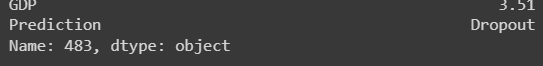 GDP 3.51
Prediction Dropout
Name: 483, dtype: object